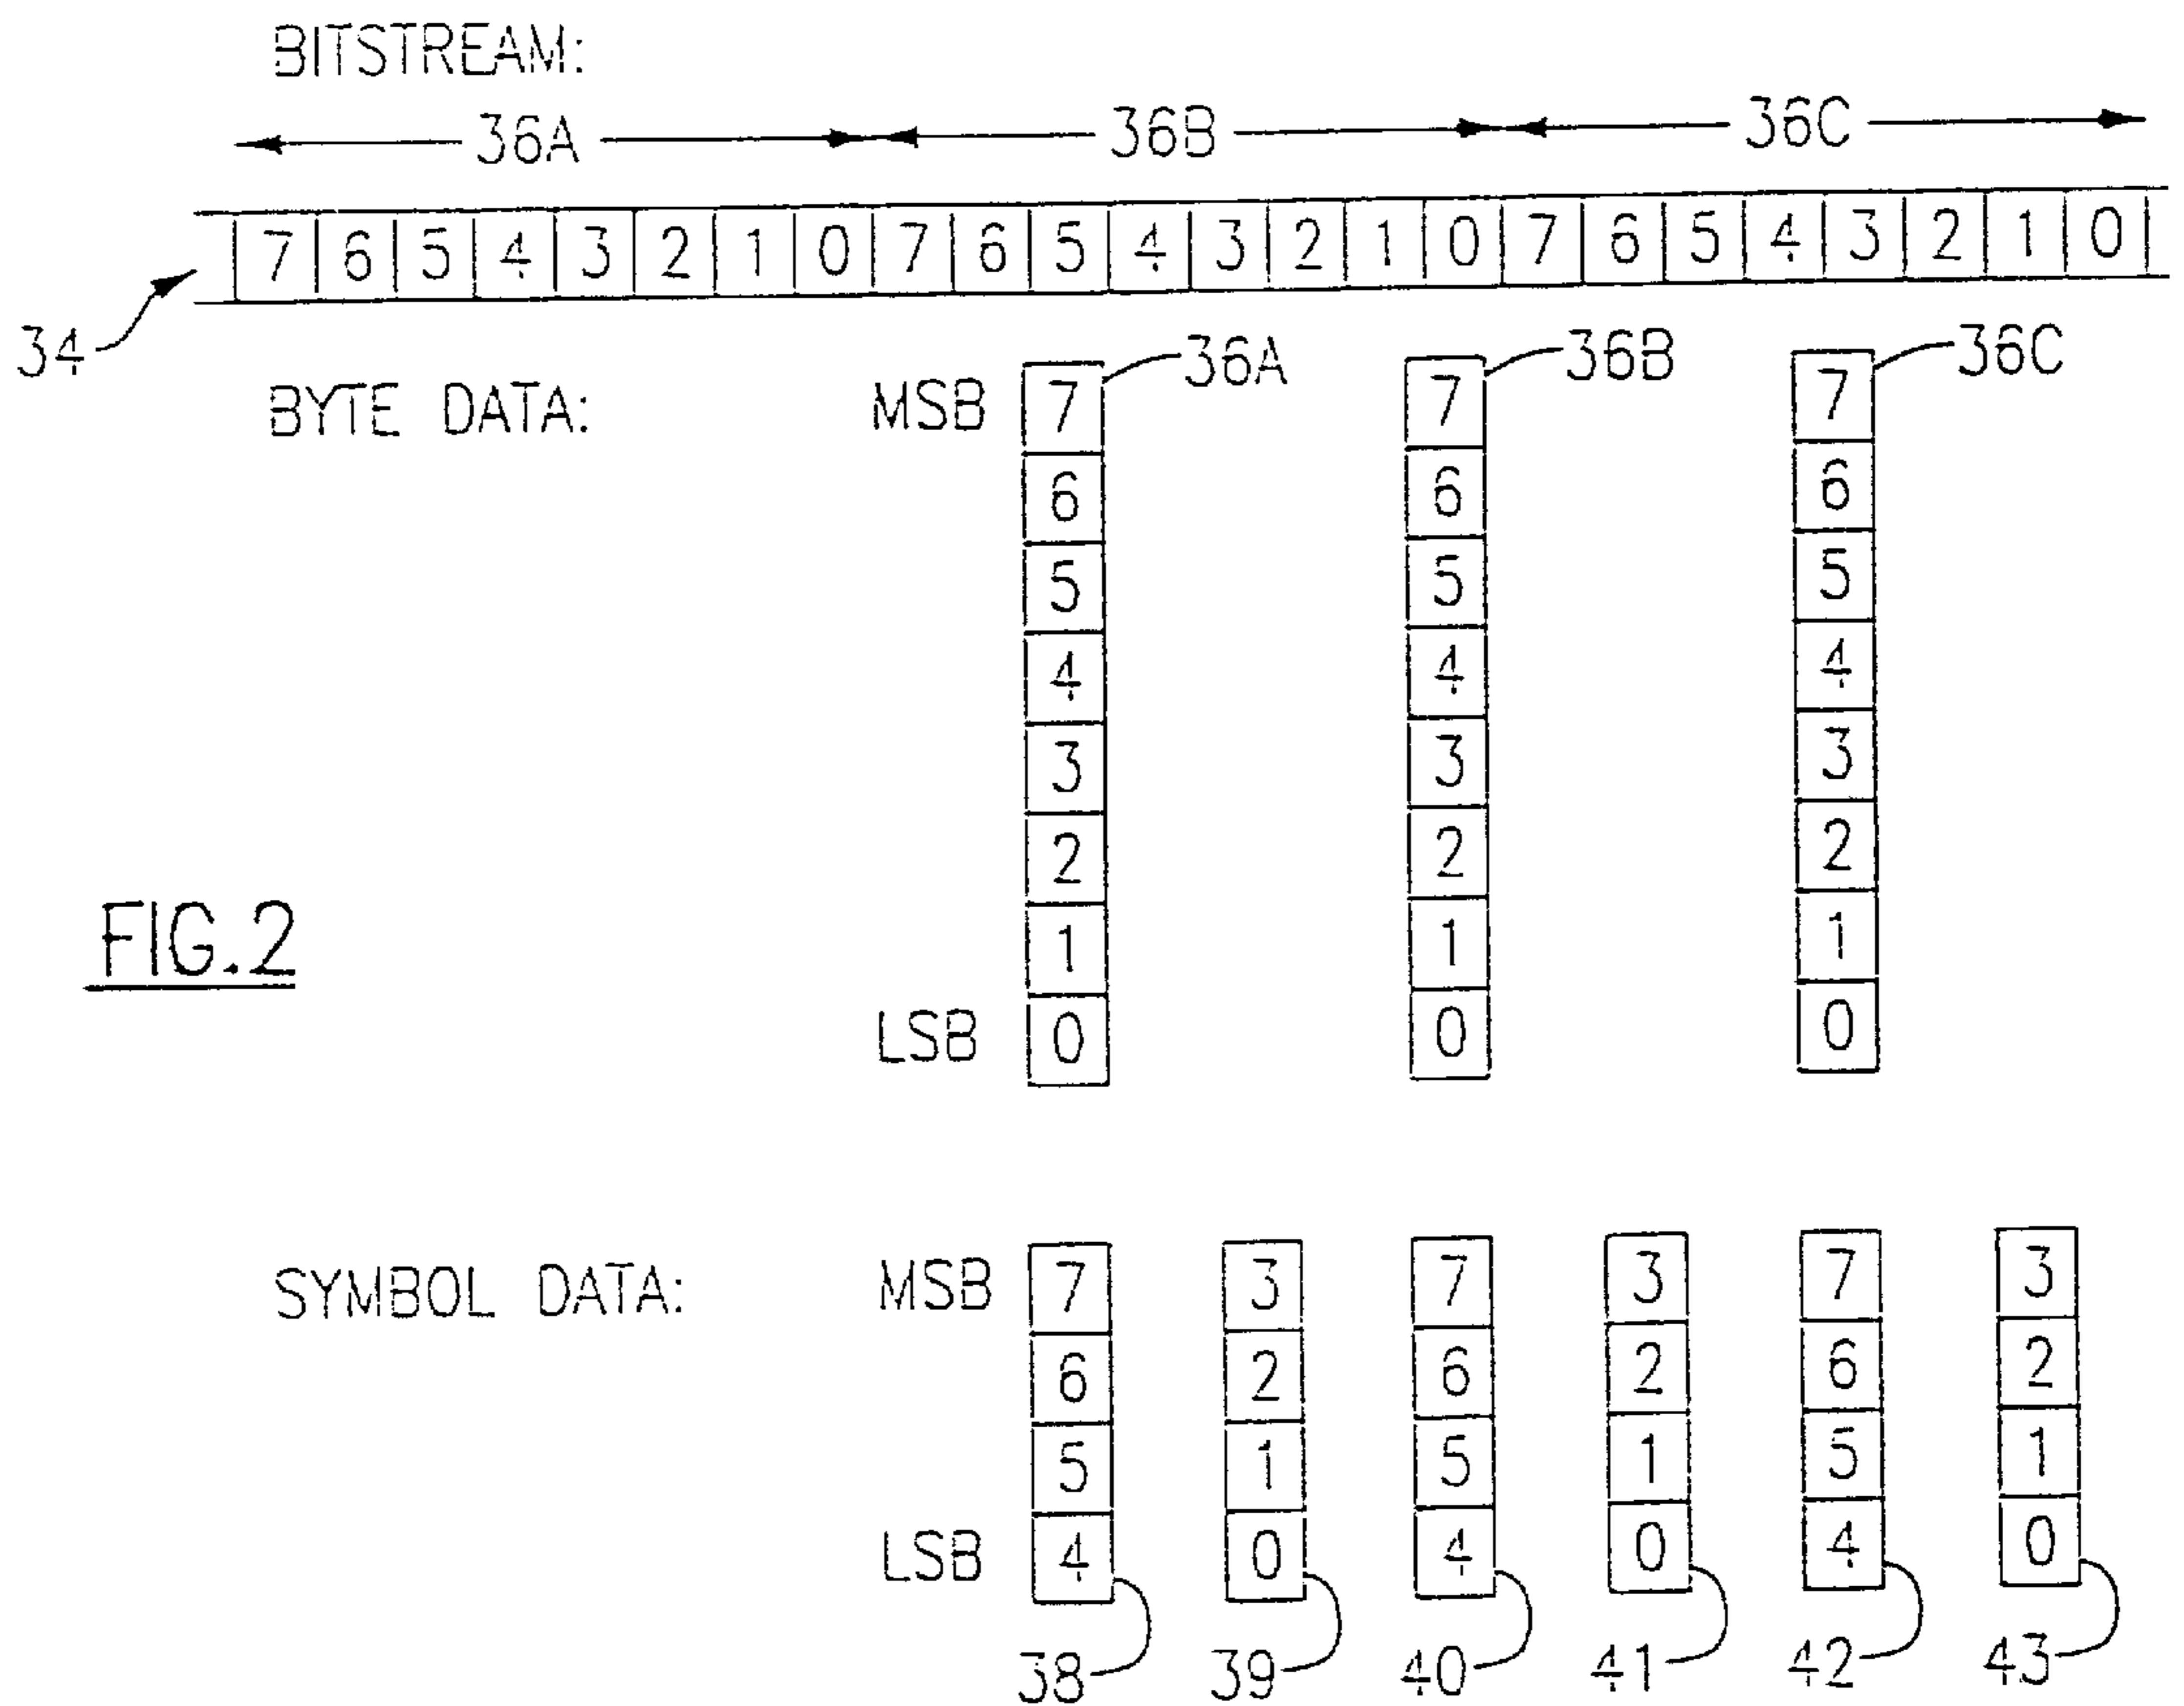 BITSTREAM:
36A 36B 36C
7 6 5 4 3 2 1 0 7 6 5 4 3 2 1 0 7 6 5 4 3 2 1 0
34
36A 36B 36C
BYTE DATA: MSB 7 7 7
6 6 6
5 5 5
4 4 4
3 3 3
2 2 2
FIG.2
1 1 1
LSB 0 0 0
SYMBOL DATA: MSB 7 3 7 3 7 3
6 2 6 2 6 2
5 1 5 1 5 1
LSB 4 0 4 0 4 0
38 39 40 41 42 43